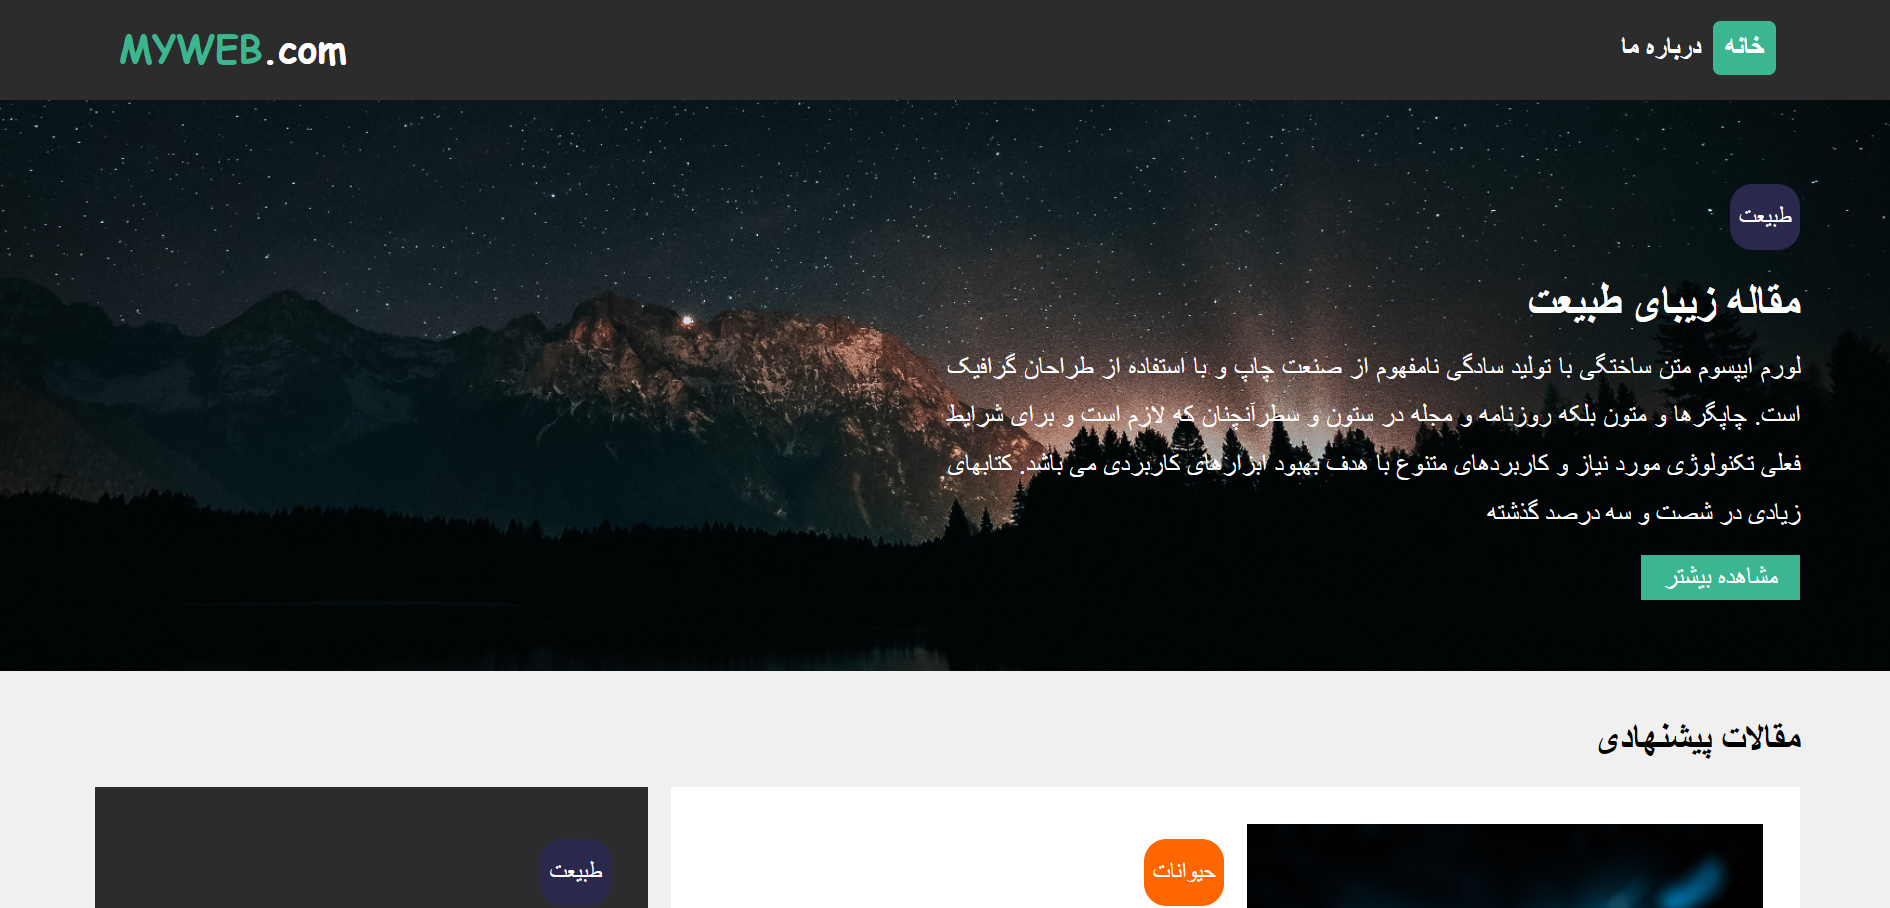 MYWEB.com
خانه
درباره ما
طبیعت
مقاله زیبای طبیعت
لورم ایپسوم متن ساختگی با تولید سادگی نامفهوم از صنعت چاپ و با استفاده از طراحان گرافیک
است. چاپگرها و متون بلکه روزنامه و مجله در ستون و سطرآنچنان که لازم است و برای شرایط
فعلی تکنولوژی مورد نیاز و کاربردهای متنوع با هدف بهبود ابزارهای کاربردی می باشد. کتابهای
زیادی در شصت و سه درصد گذشته
مشاهده بیشتر
مقالات پیشنهادی
حیوانات
طبیعت